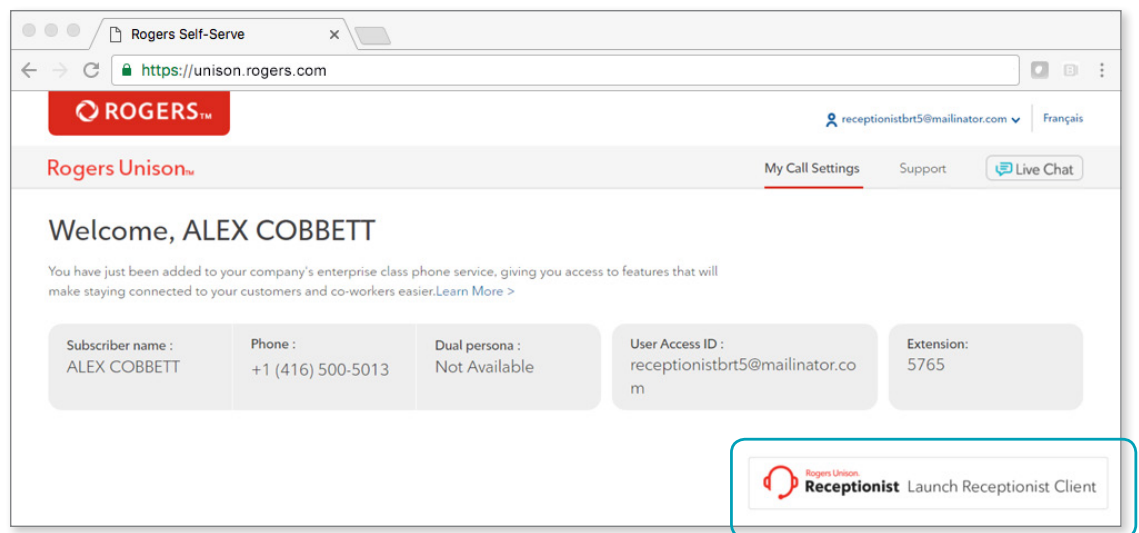 Rogers Self-Serve
https://unison.rogers.com
ROGERS™
receptionistbrt5@mailinator.com
Français
Rogers Unison™
My Call Settings
Support
Live Chat
Welcome, ALEX COBBETT
You have just been added to your company's enterprise class phone service, giving you access to features that will
make staying connected to your customers and co-workers easier.Learn More >
Subscriber name :
ALEX COBBETT
Phone :
+1 (416) 500-5013
Dual persona :
Not Available
User Access ID :
receptionistbrt5@mailinator.co
m
Extension:
5765
Rogers Unison
Receptionist Launch Receptionist Client